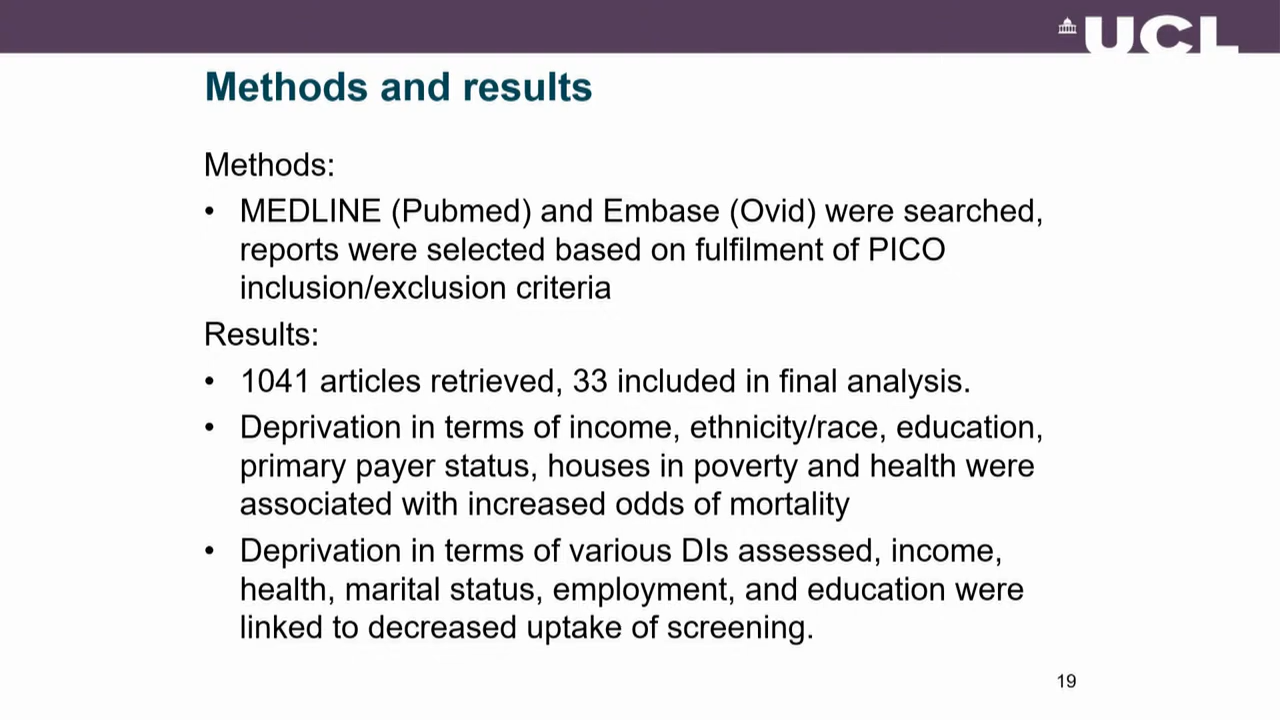 UCL
Methods and results
Methods:
• MEDLINE (Pubmed) and Embase (Ovid) were searched,
reports were selected based on fulfilment of PICO
inclusion/exclusion criteria
Results:
• 1041 articles retrieved, 33 included in final analysis.
• Deprivation in terms of income, ethnicity/race, education,
primary payer status, houses in poverty and health were
associated with increased odds of mortality
• Deprivation in terms of various DIs assessed, income,
health, marital status, employment, and education were
linked to decreased uptake of screening.
19